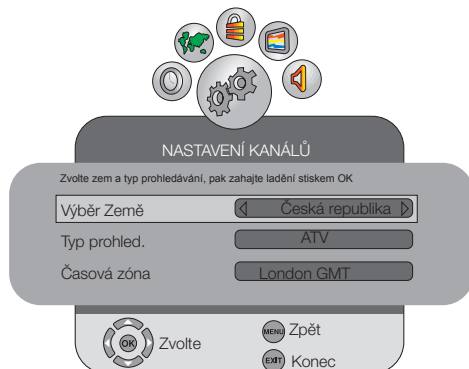 NASTAVENÍ KANÁLŮ
Zvolte zem a typ prohledávání, pak zahajte ladění stiskem OK
Výběr Země Česká republika
Typ prohled. ATV
Časová zóna London GMT
OK Zvolte MENU Zpět
EXIT Konec